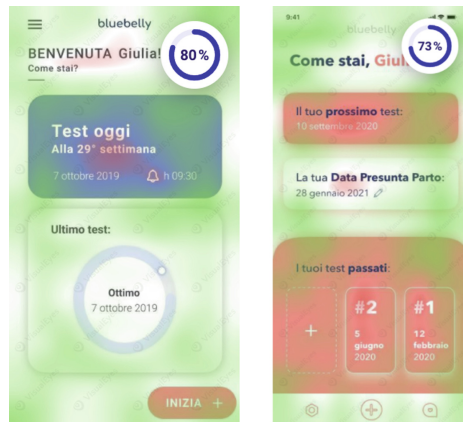 bluebelly
BENVENUTA Giulia!
Come stai?
80%
Test oggi
Alla 29° settimana
7 ottobre 2019
h 09:30
Ultimo test:
Ottimo
7 ottobre 2019
INIZIA +
9:41
bluebelly
73%
Come stai,
Il tuo prossimo test:
10 settembre 2020
La tua Data Presunta Parto:
28 gennaio 2021
I tuoi test passati:
+
#2
5
giugno
2020
#1
12
febbraio
2020